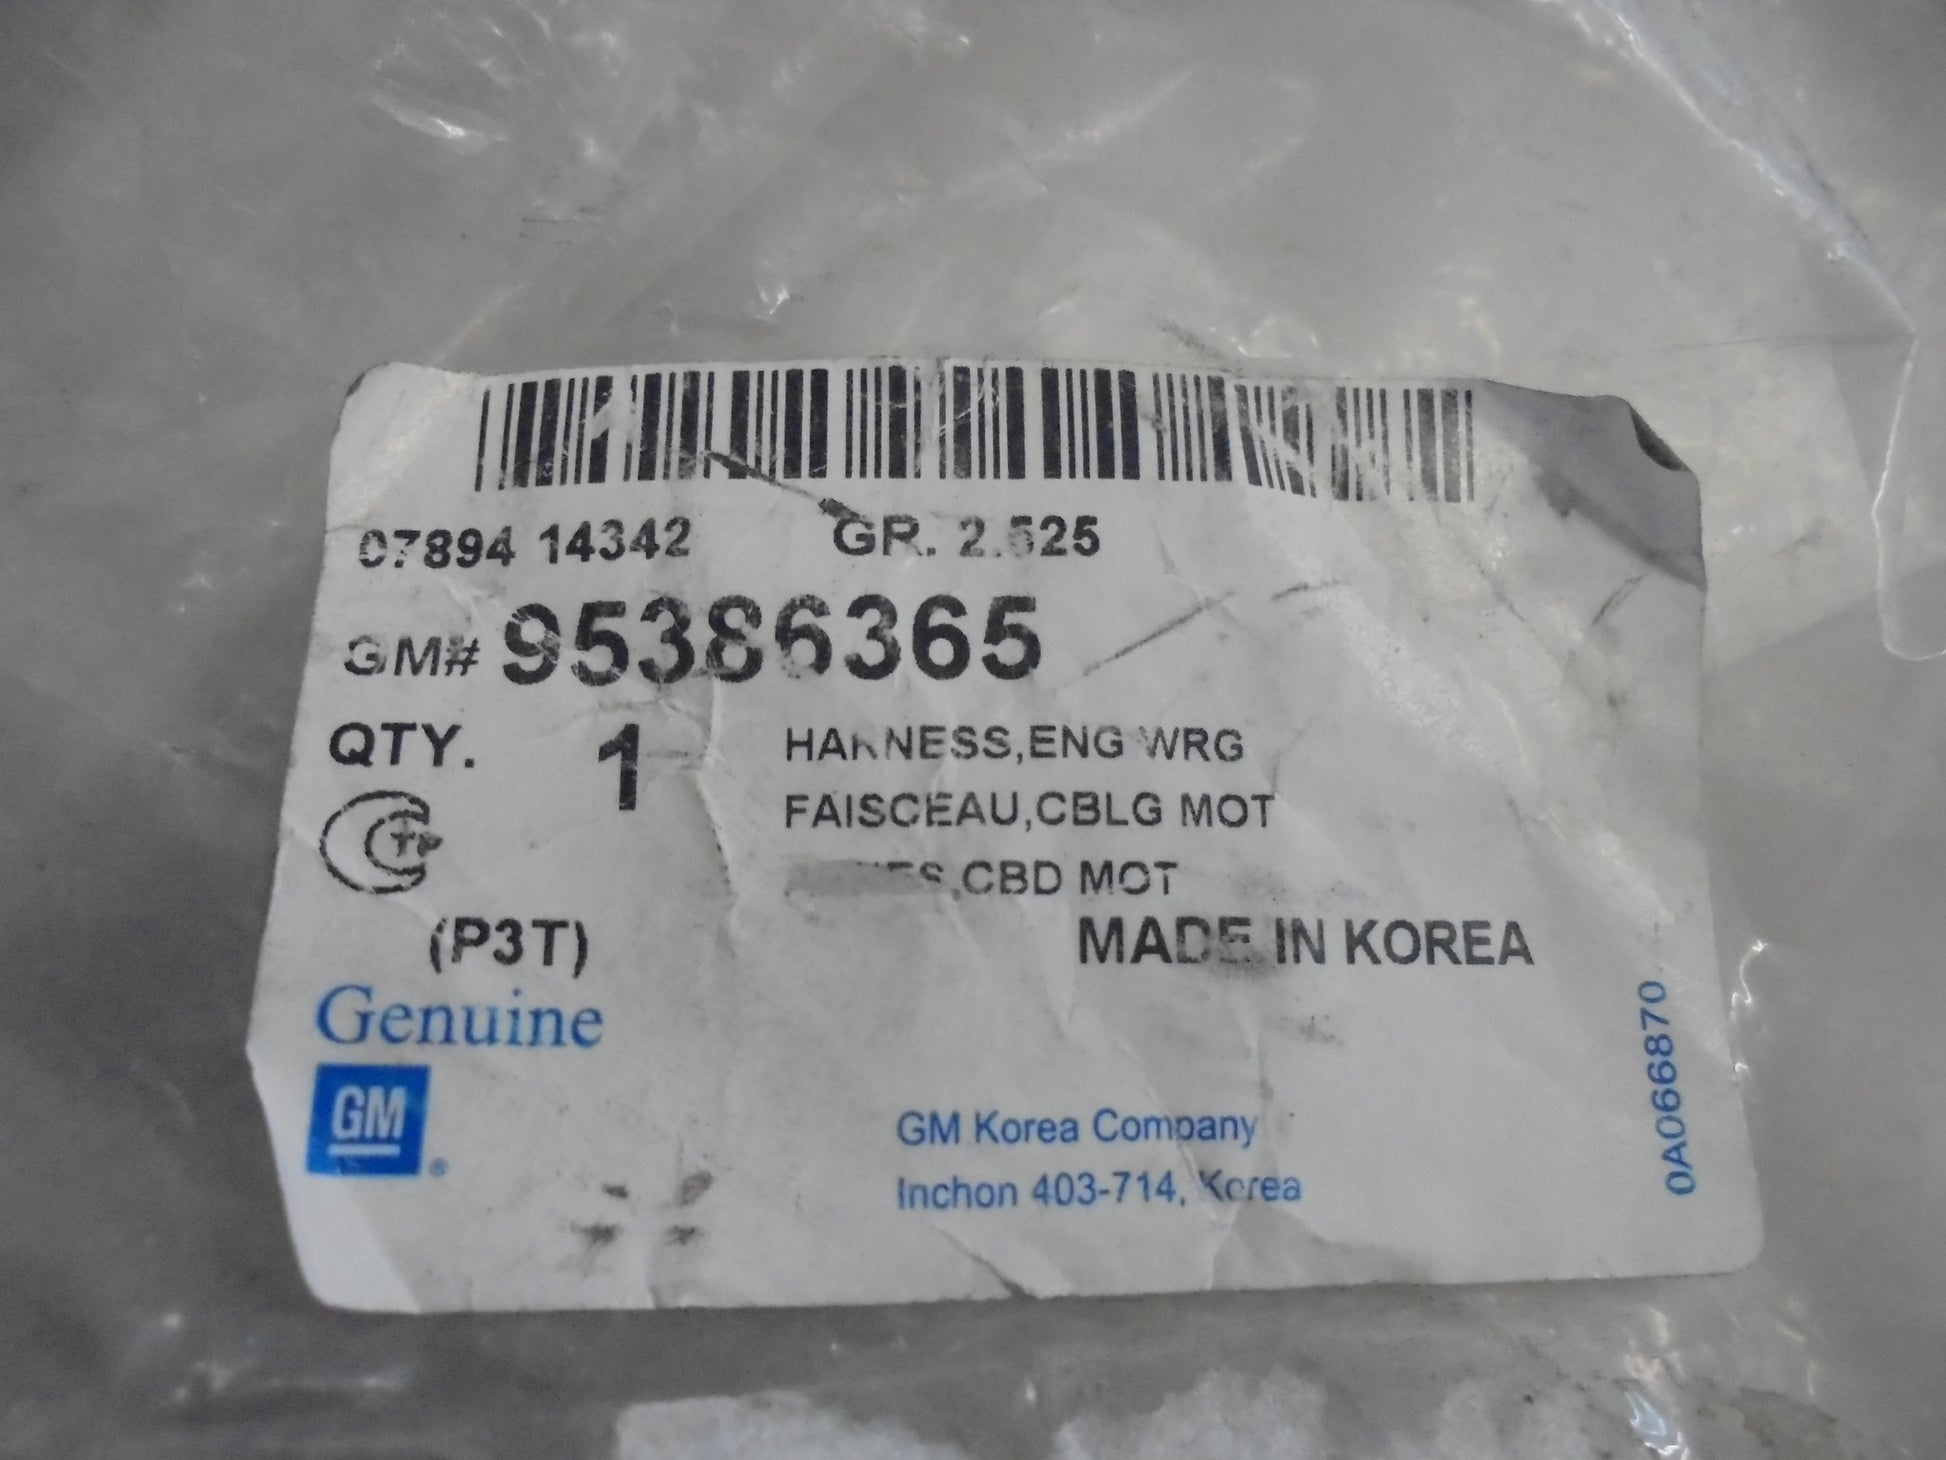 07894 14342 GR. 2.525
GM# 95386365
QTY. 1
HARNESS,ENG WRG
FAISCEAU,CBLG MOT
,CBD MOT
(P3T)
MADE IN KOREA
Genuine
GM
GM Korea Company
Inchon 403-714, Korea
0A066870